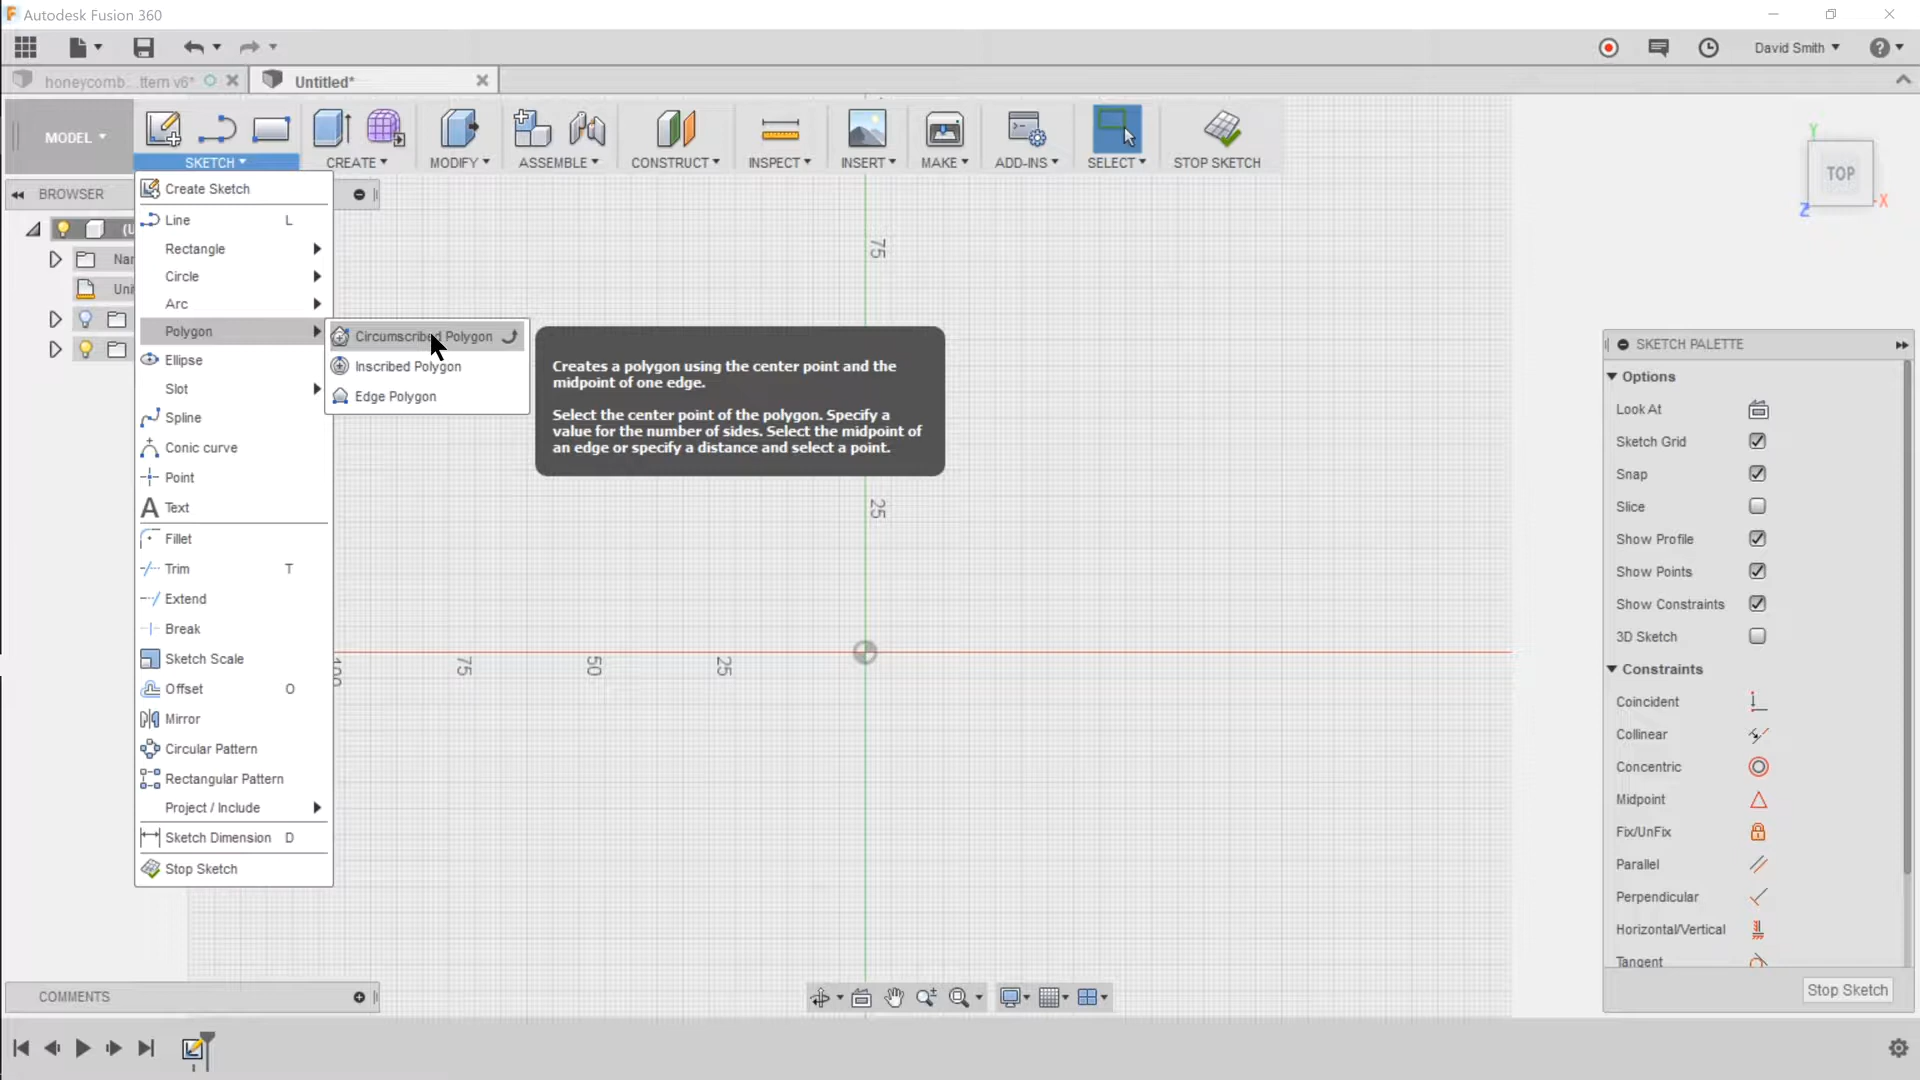 Autodesk Fusion 360
David Smith
honeycomb ...ttern v6*
Untitled*
MODEL
SKETCH
CREATE
MODIFY
ASSEMBLE
CONSTRUCT
INSPECT
INSERT
MAKE
ADD-INS
SELECT
STOP SKETCH
BROWSER
(U
Nar
Uni
Create Sketch
Line L
Rectangle
Circle
Arc
Polygon
Ellipse
Slot
Spline
Conic curve
Point
Text
Fillet
Trim T
Extend
Break
Sketch Scale
Offset O
Mirror
Circular Pattern
Rectangular Pattern
Project / Include
Sketch Dimension D
Stop Sketch
Circumscribed Polygon
Inscribed Polygon
Edge Polygon
Creates a polygon using the center point and the
midpoint of one edge.
Select the center point of the polygon. Specify a
value for the number of sides. Select the midpoint of
an edge or specify a distance and select a point.
75
25
100
75
50
25
TOP
Y
X
Z
SKETCH PALETTE
Options
Look At
Sketch Grid
Snap
Slice
Show Profile
Show Points
Show Constraints
3D Sketch
Constraints
Coincident
Collinear
Concentric
Midpoint
Fix/UnFix
Parallel
Perpendicular
Horizontal/Vertical
Tangent
Stop Sketch
COMMENTS